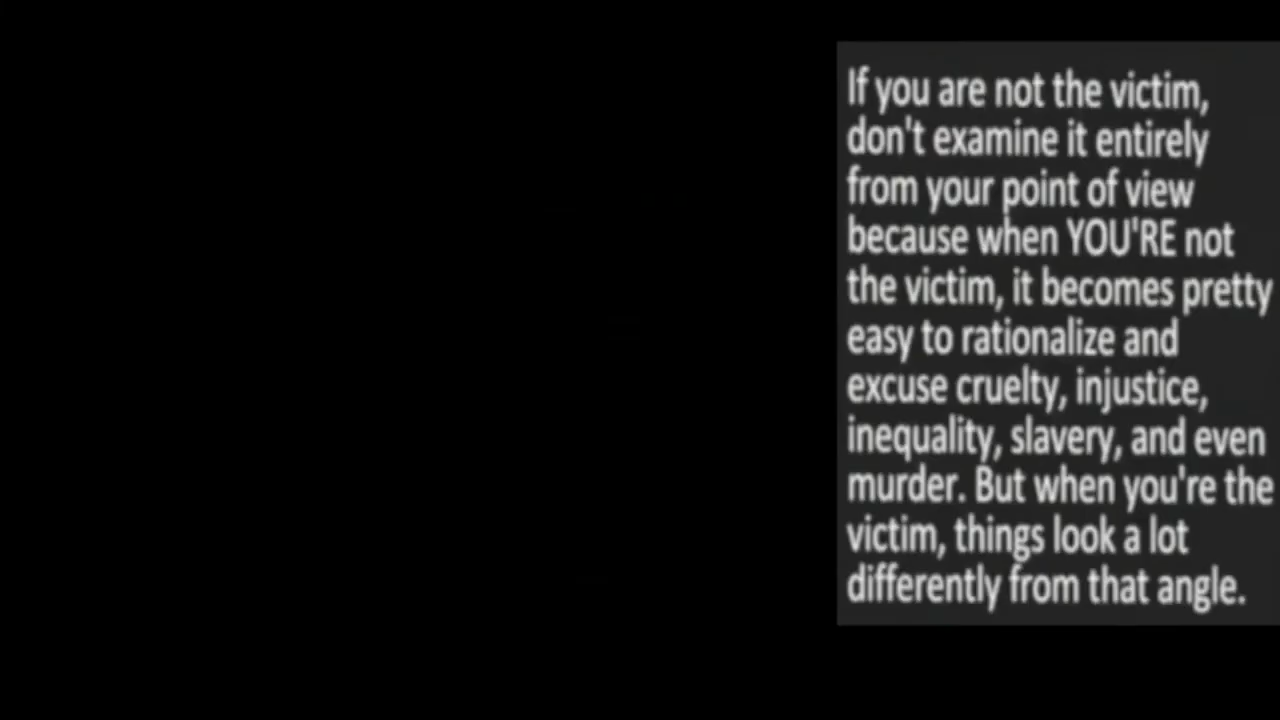 If you are not the victim,
don't examine it entirely
from your point of view
because when YOU'RE not
the victim, it becomes pretty
easy to rationalize and
excuse cruelty, injustice,
inequality, slavery, and even
murder. But when you're the
victim, things look a lot
differently from that angle.